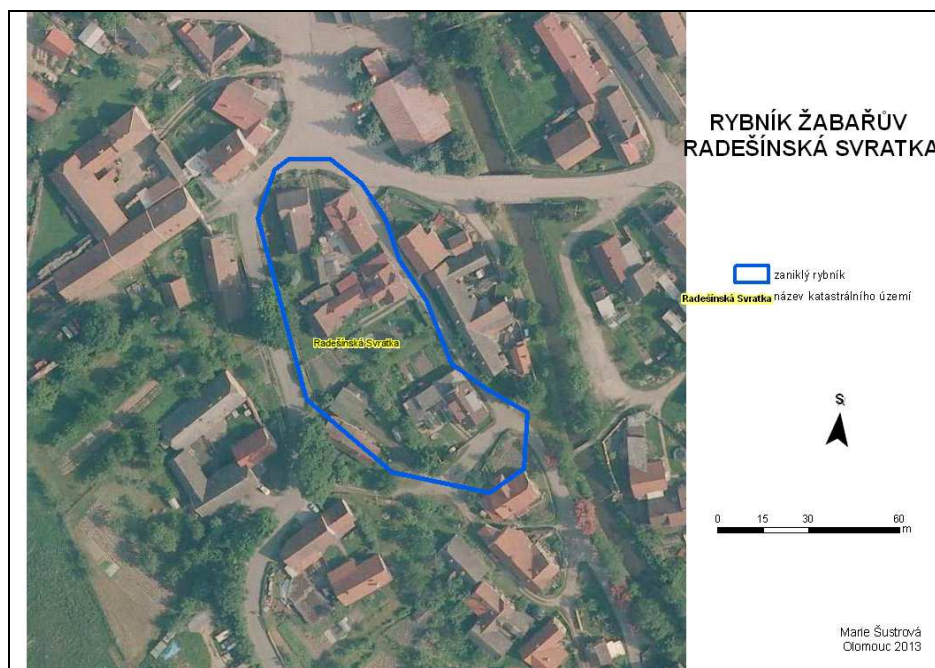 RYBNÍK ŽABAŘŮV
RADEŠÍNSKÁ SVRATKA
zaniklý rybník
Radešínská Svratka název katastrálního území
Radešínská Svratka
S
0 15 30 60
m
Marie Šustrová
Olomouc 2013